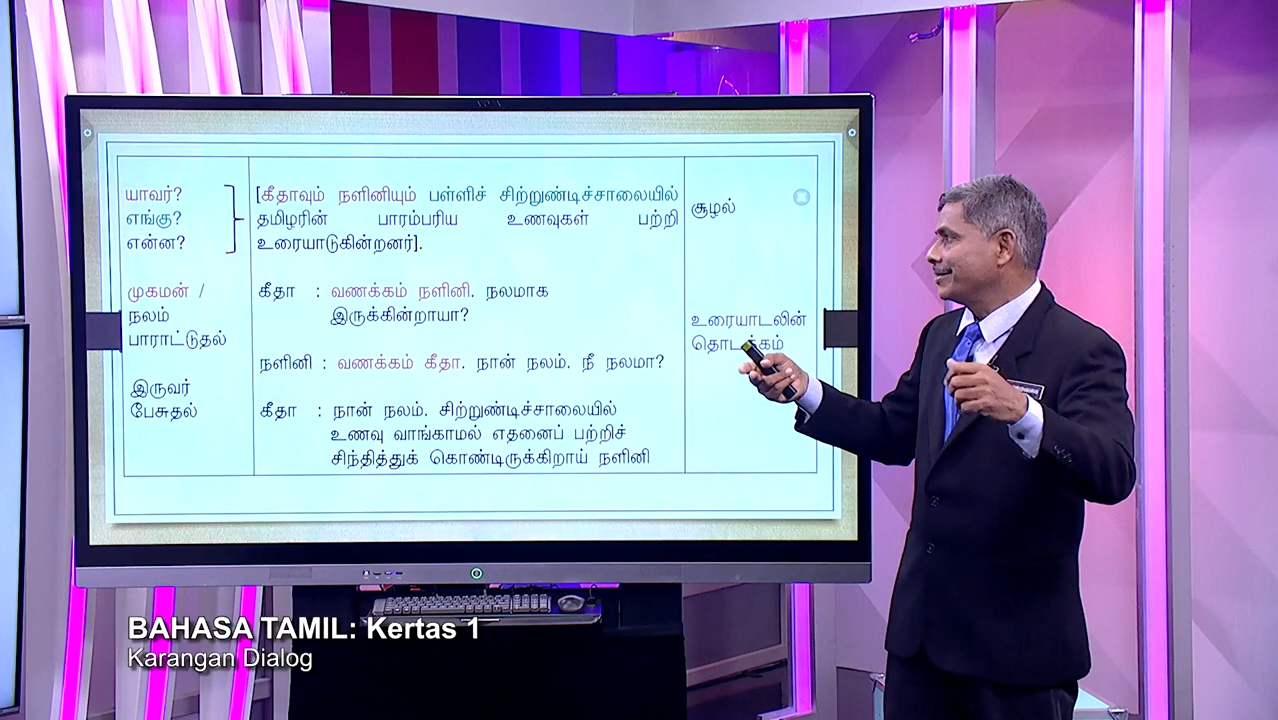 யாவர்?
எங்கு?
என்ன?
[கீதாவும் நளினியும் பள்ளிச் சிற்றுண்டிச்சாலையில்
தமிழரின் பாரம்பரிய உணவுகள் பற்றி
உரையாடுகின்றனர்].
சூழல்
முகமன் /
நலம்
பாராட்டுதல்
கீதா : வணக்கம் நளினி. நலமாக
இருக்கின்றாயா?
நளினி : வணக்கம் கீதா. நான் நலம். நீ நலமா?
உரையாடலின்
தொடக்கம்
இருவர்
பேசுதல்
கீதா : நான் நலம். சிற்றுண்டிச்சாலையில்
உணவு வாங்காமல் எதனைப் பற்றிச்
சிந்தித்துக் கொண்டிருக்கிறாய் நளினி
BAHASA TAMIL: Kertas 1
Karangan Dialog